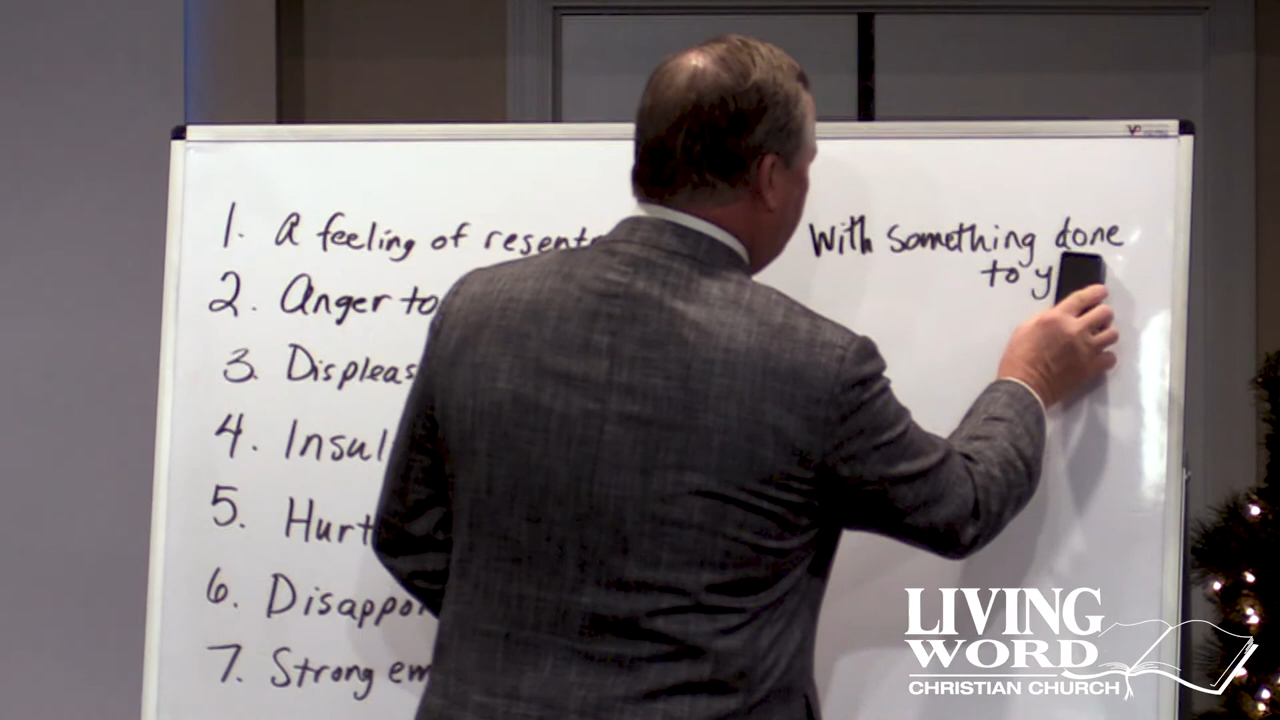 1. A feeling of resent
With something done
to y
2. Anger to
3. Displeas
4. Insul
5. Hurt
6. Disappoi
7. Strong em
LIVING
WORD
CHRISTIAN CHURCH